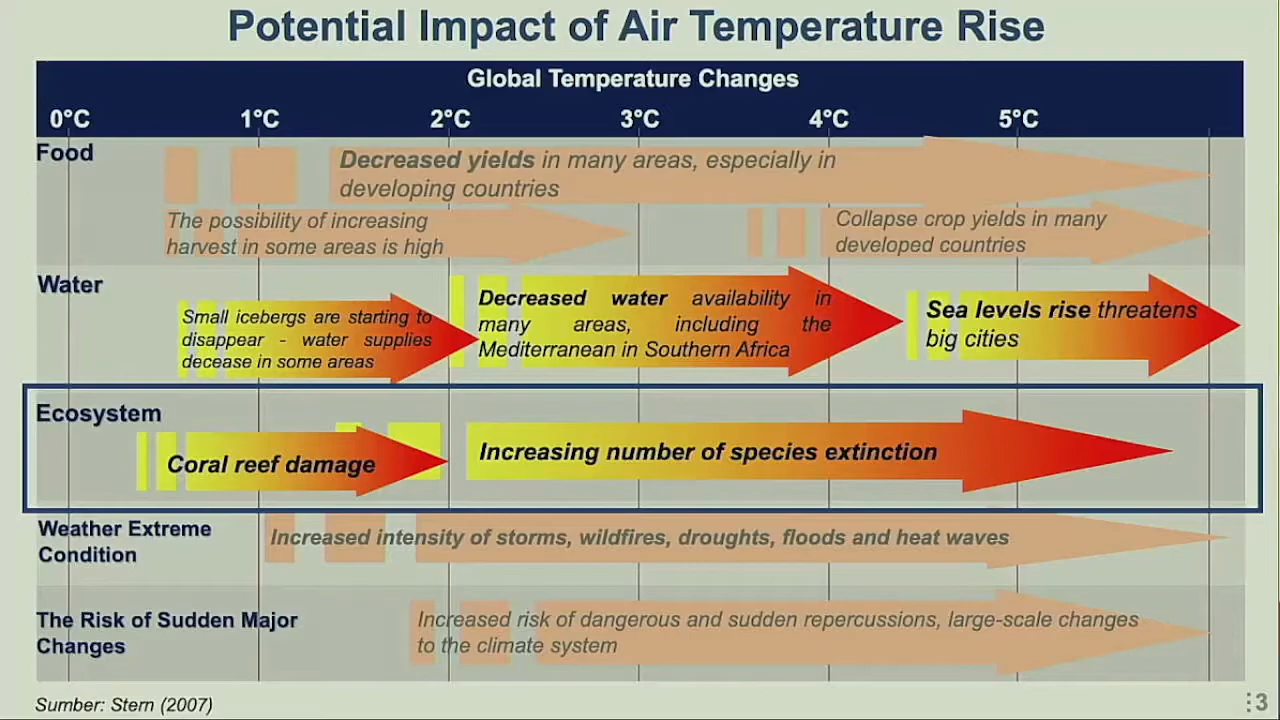 Potential Impact of Air Temperature Rise
Global Temperature Changes
0°C 1°C 2°C 3°C 4°C 5°C
Food
Decreased yields in many areas, especially in
developing countries
The possibility of increasing
harvest in some areas is high
Collapse crop yields in many
developed countries
Water
Small icebergs are starting to
disappear - water supplies
decease in some areas
Decreased water availability in
many areas, including the
Mediterranean in Southern Africa
Sea levels rise threatens
big cities
Ecosystem
Coral reef damage
Increasing number of species extinction
Weather Extreme
Condition
Increased intensity of storms, wildfires, droughts, floods and heat waves
The Risk of Sudden Major
Changes
Increased risk of dangerous and sudden repercussions, large-scale changes
to the climate system
Sumber: Stern (2007)
3